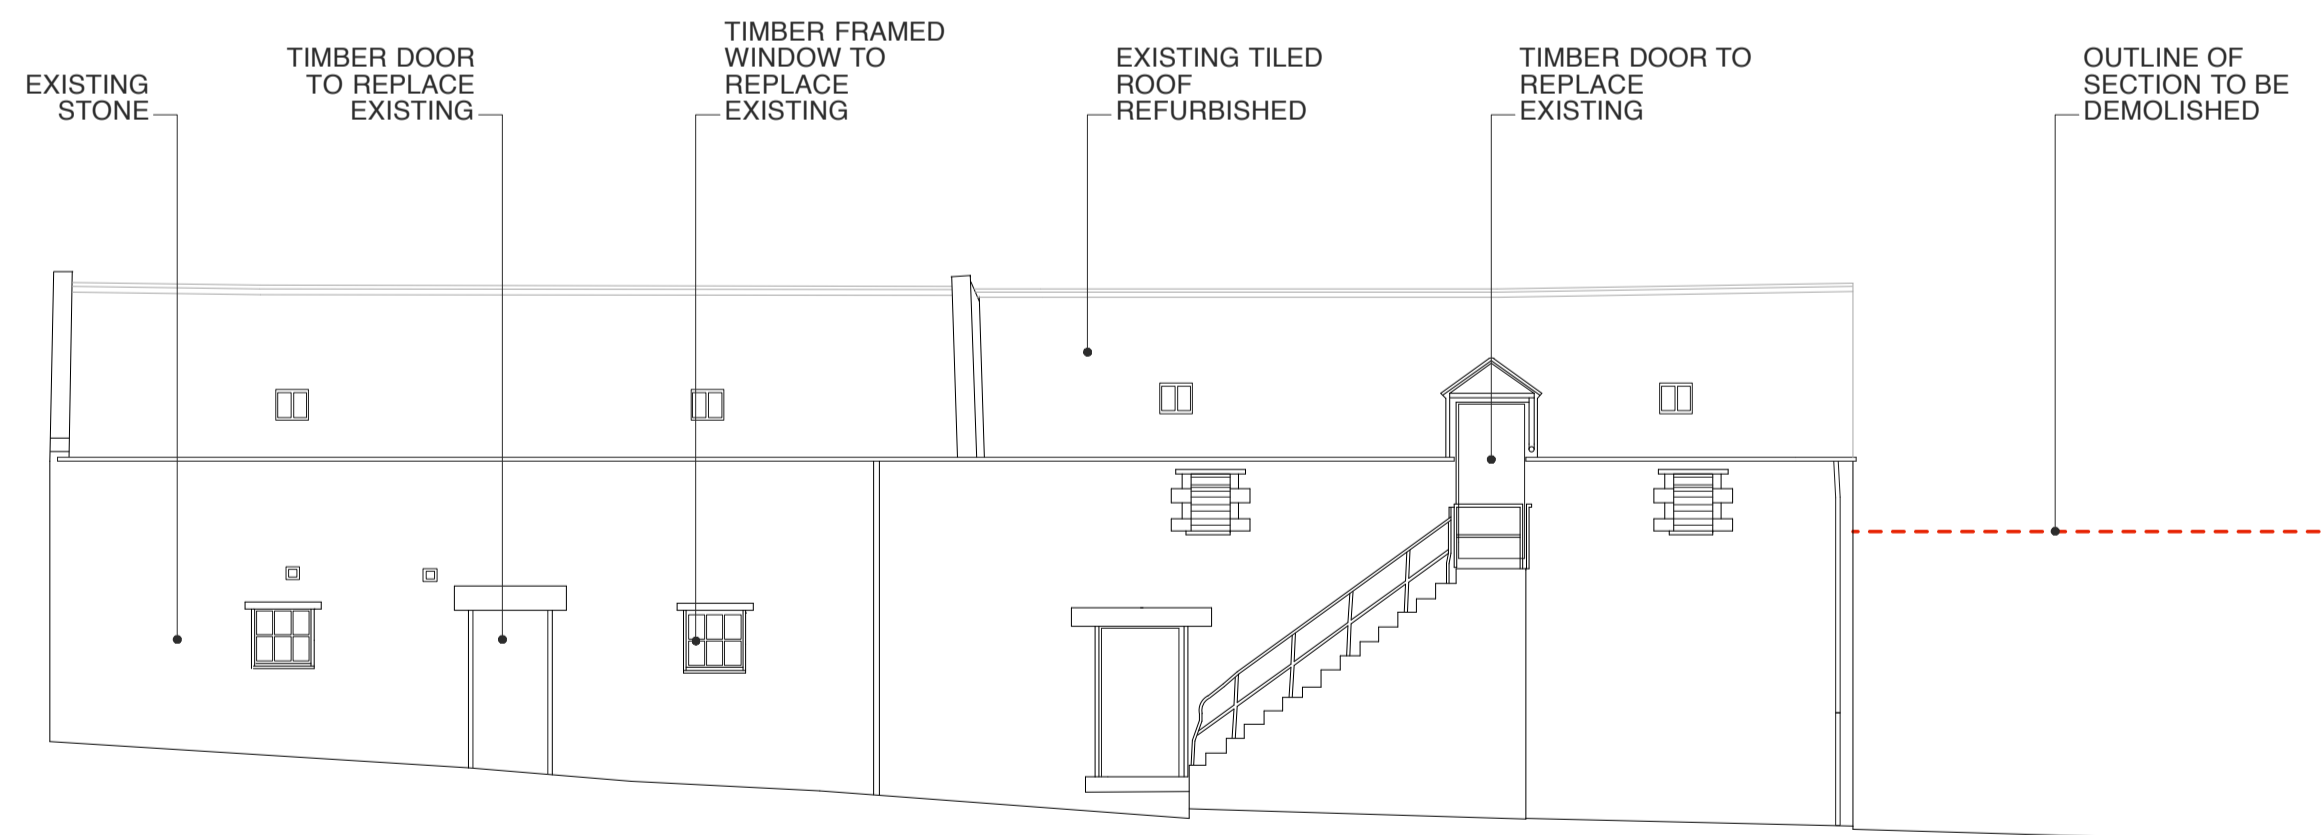 EXISTING
STONE
TIMBER DOOR
TO REPLACE
EXISTING
TIMBER FRAMED
WINDOW TO
REPLACE
EXISTING
EXISTING TILED
ROOF
REFURBISHED
TIMBER DOOR TO
REPLACE
EXISTING
OUTLINE OF
SECTION TO BE
DEMOLISHED